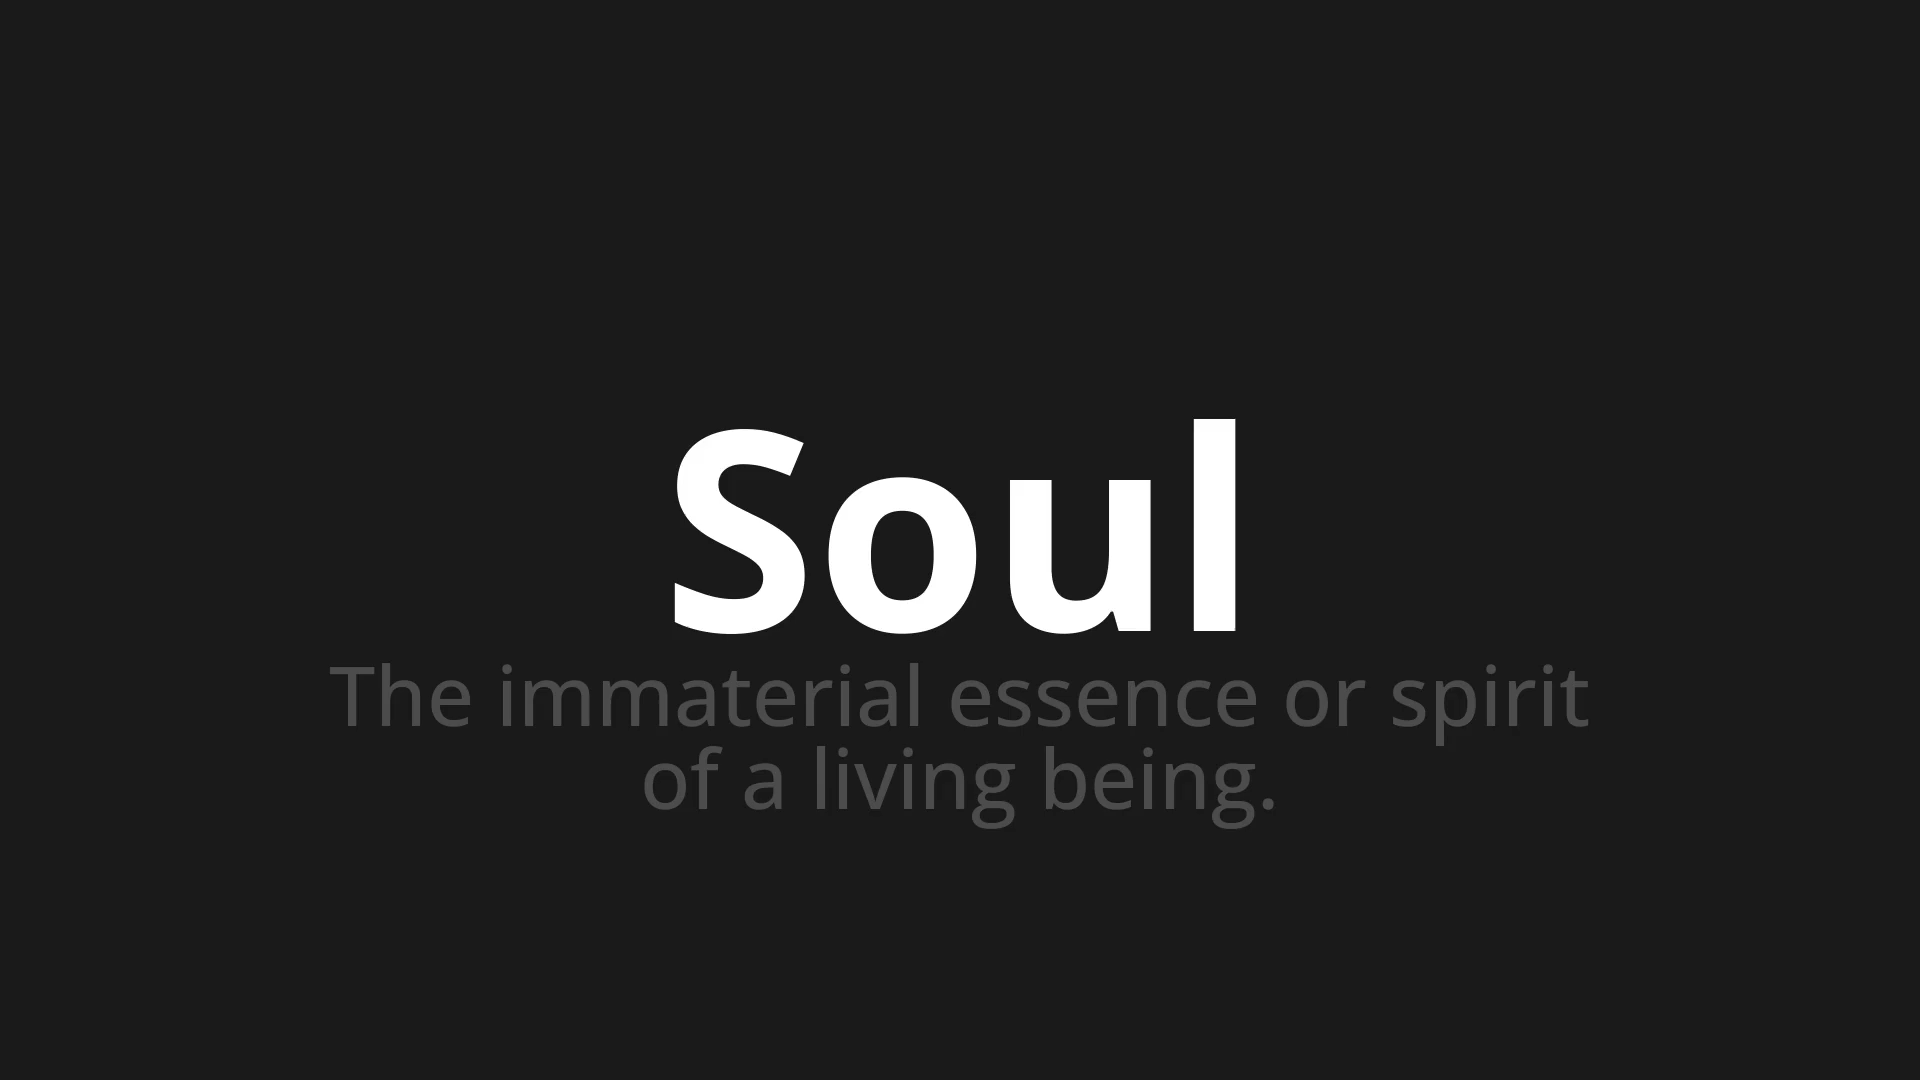 Soul
The immaterial essence or spirit
of a living being.